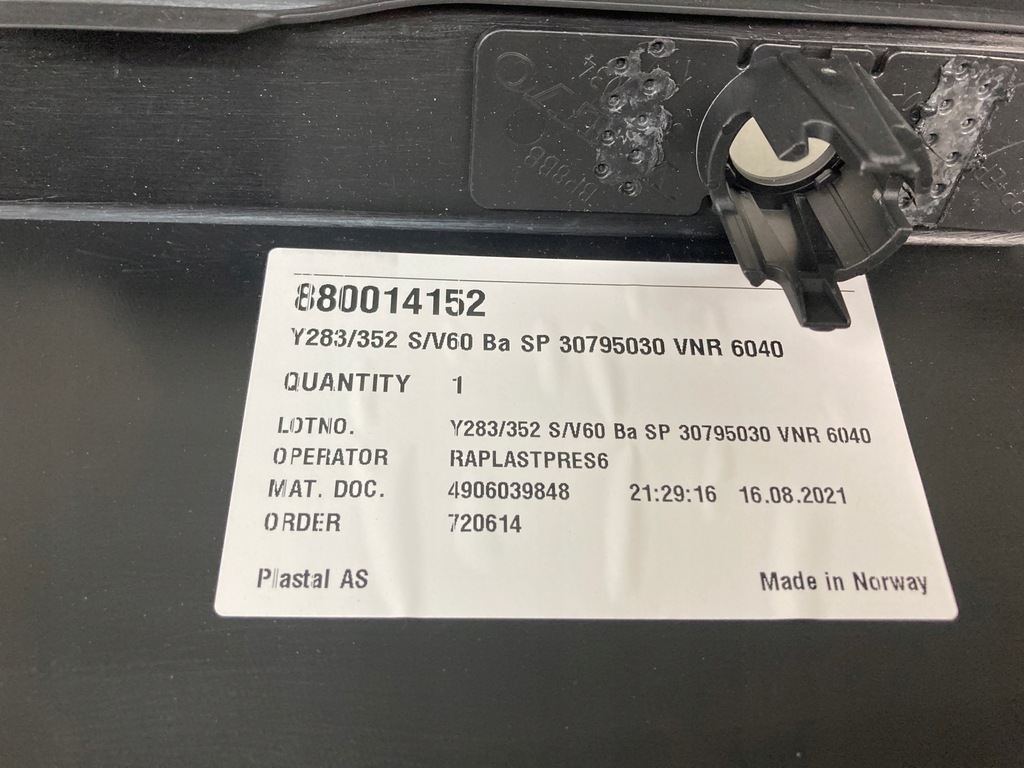 880014152
Y283/352 S/V60 Ba SP 30795030 VNR 6040
QUANTITY 1
LOTNO. Y283/352 S/V60 Ba SP 30795030 VNR 6040
OPERATOR RAPLASTPRES6
MAT. DOC. 4906039848 21:29:16 16.08.2021
ORDER 720614
Plastal AS Made in Norway